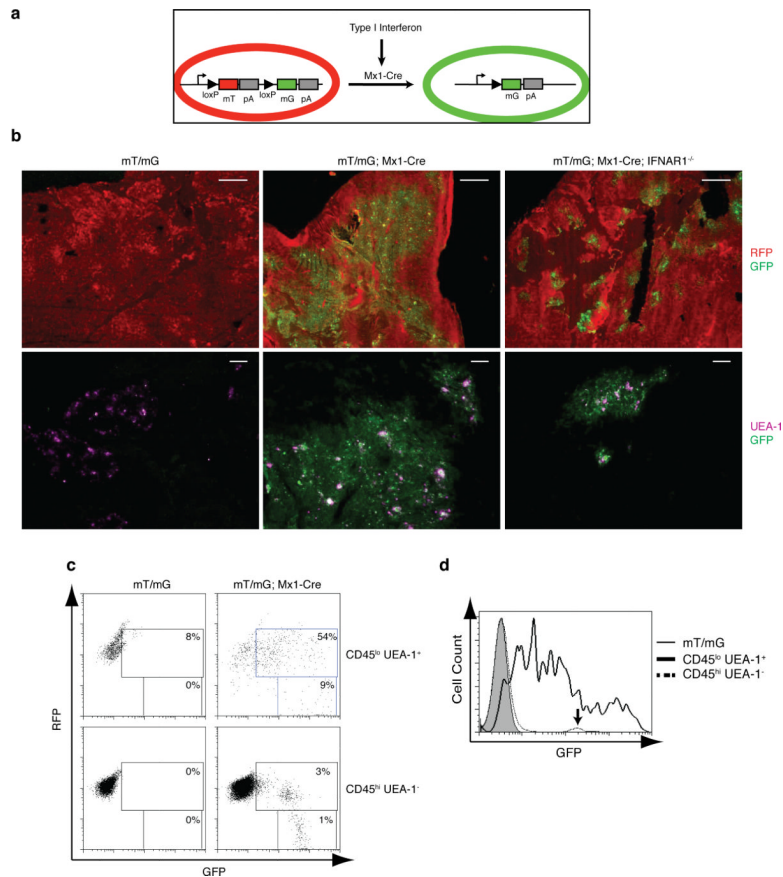 a
Type I Interferon
Mx1-Cre
loxP mT pA loxP mG pA
mG pA
b
mT/mG
mT/mG; Mx1-Cre
mT/mG; Mx1-Cre; IFNAR1-/-
RFP
GFP
UEA-1
GFP
c
mT/mG
mT/mG; Mx1-Cre
8%
0%
54%
9%
CD45lo UEA-1+
0%
0%
3%
1%
CD45hi UEA-1-
RFP
GFP
d
Cell Count
GFP
mT/mG
CD45lo UEA-1+
CD45hi UEA-1-